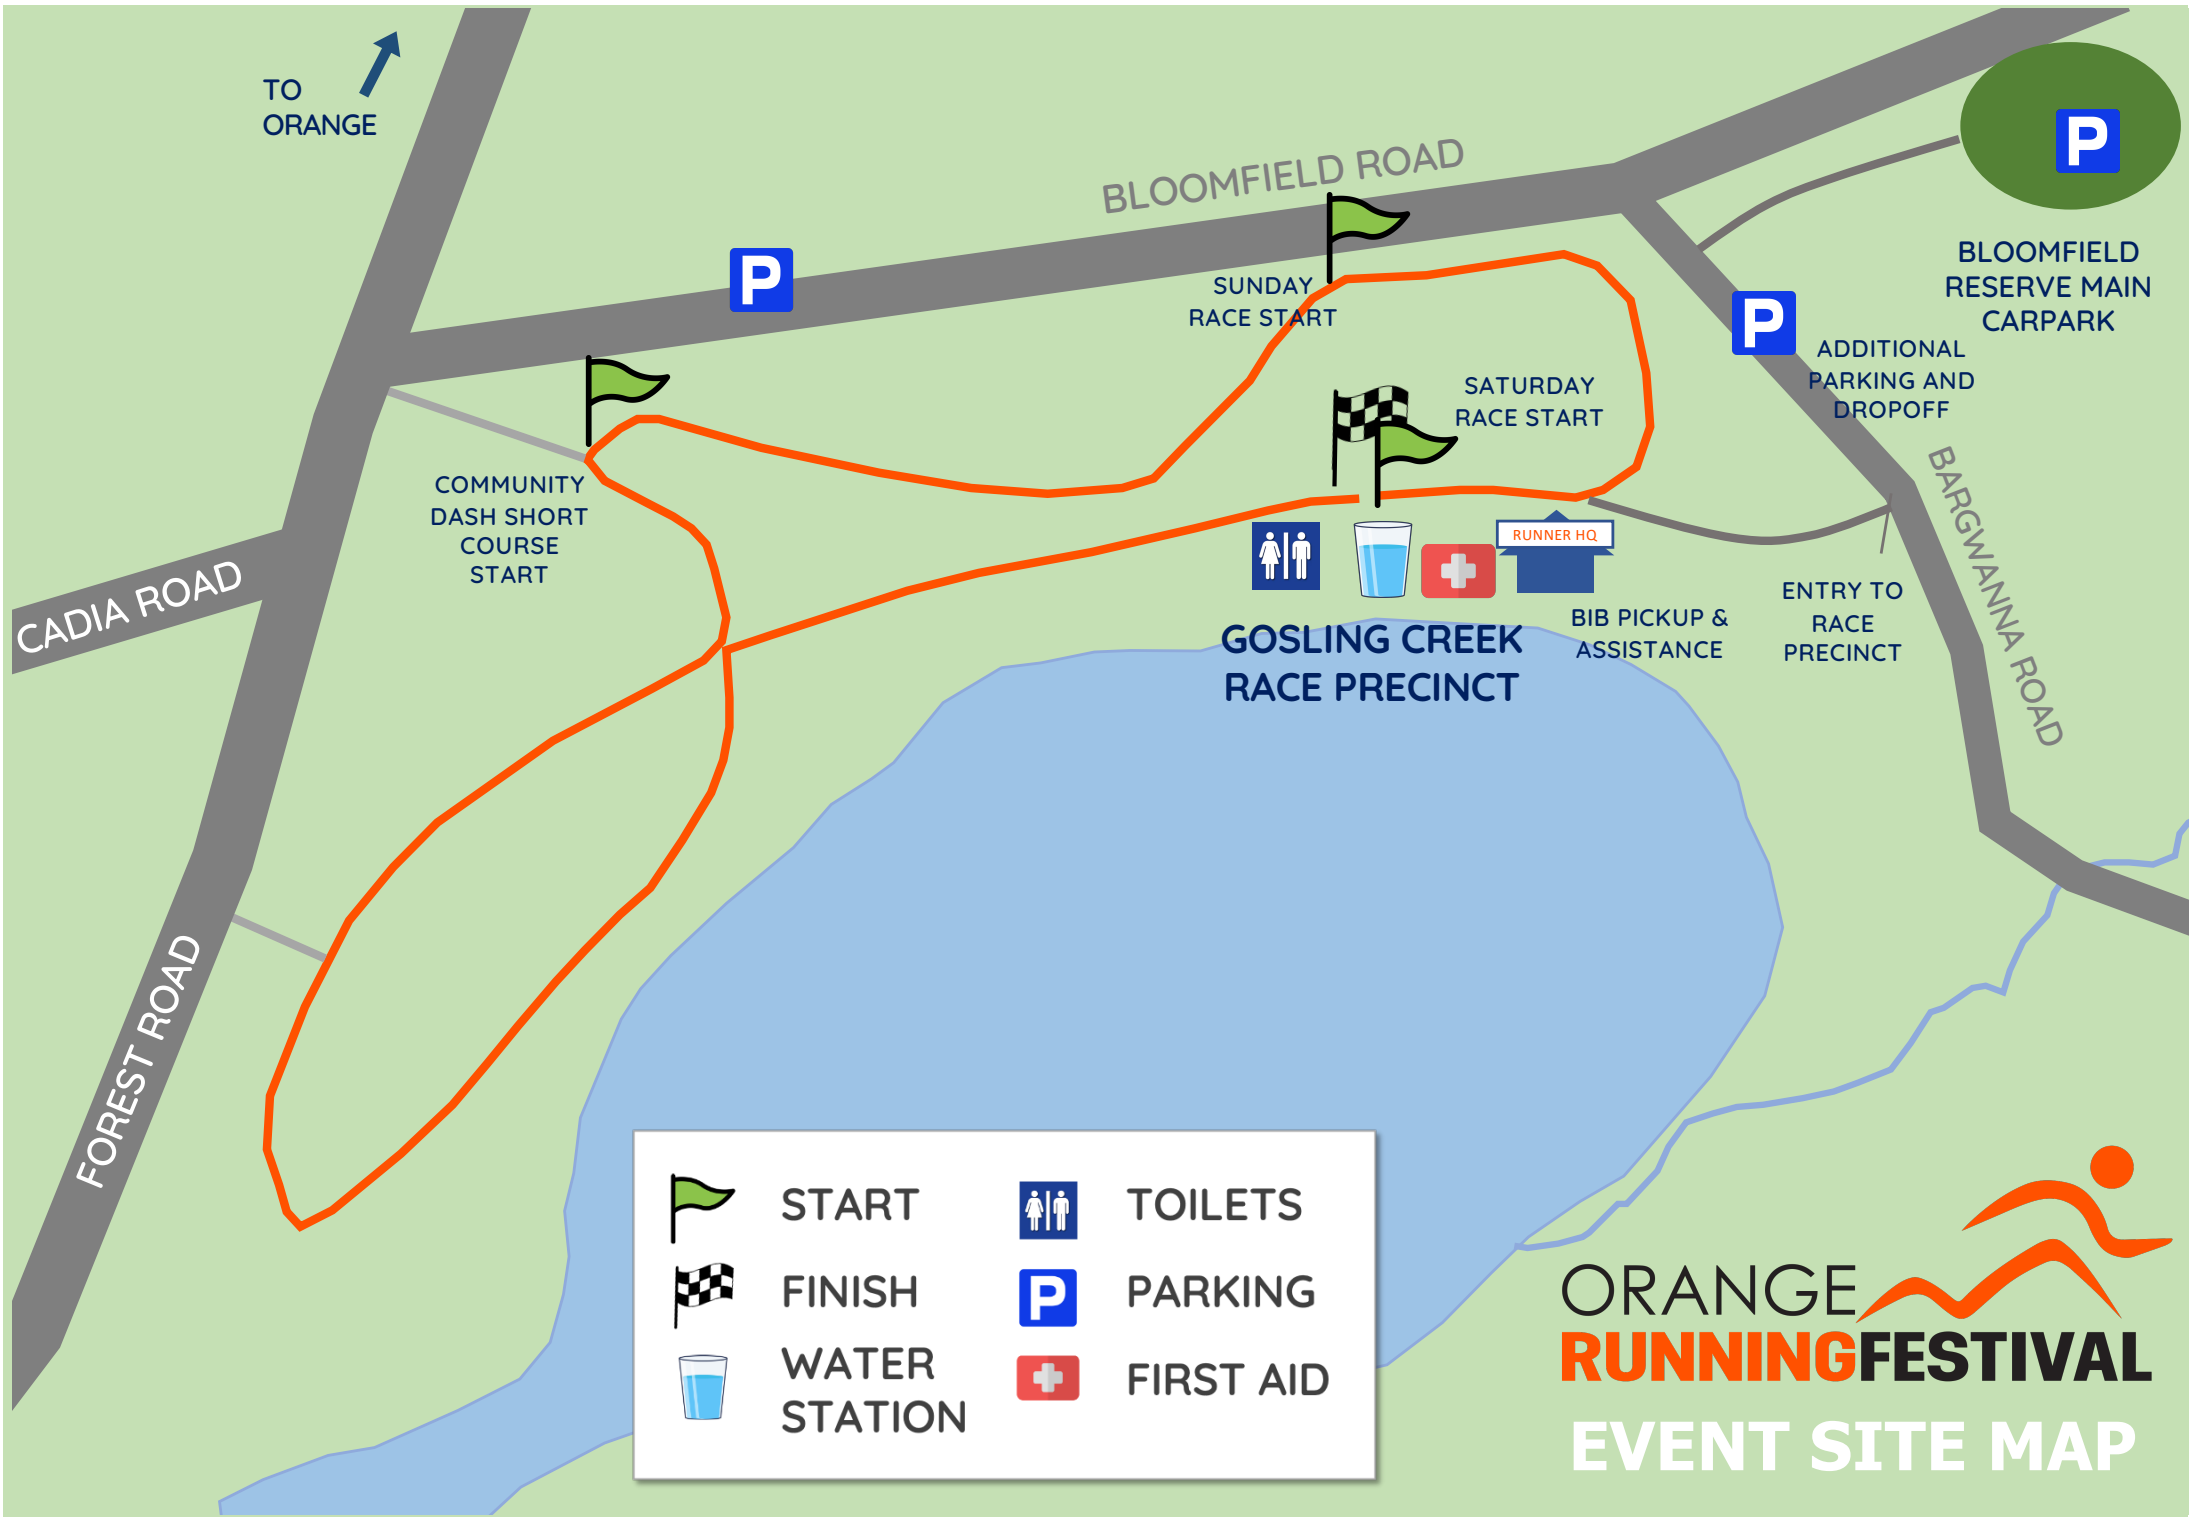 TO
ORANGE
BLOOMFIELD ROAD
P
P
P
BLOOMFIELD
RESERVE MAIN
CARPARK
SUNDAY
RACE START
ADDITIONAL
PARKING AND
DROPOFF
SATURDAY
RACE START
COMMUNITY
DASH SHORT
COURSE
START
BARGWANNA ROAD
CADIA ROAD
RUNNER HQ
ENTRY TO
RACE
PRECINCT
BIB PICKUP &
ASSISTANCE
GOSLING CREEK
RACE PRECINCT
FOREST ROAD
START
TOILETS
FINISH
P
PARKING
WATER
STATION
FIRST AID
ORANGE
RUNNINGFESTIVAL
EVENT SITE MAP